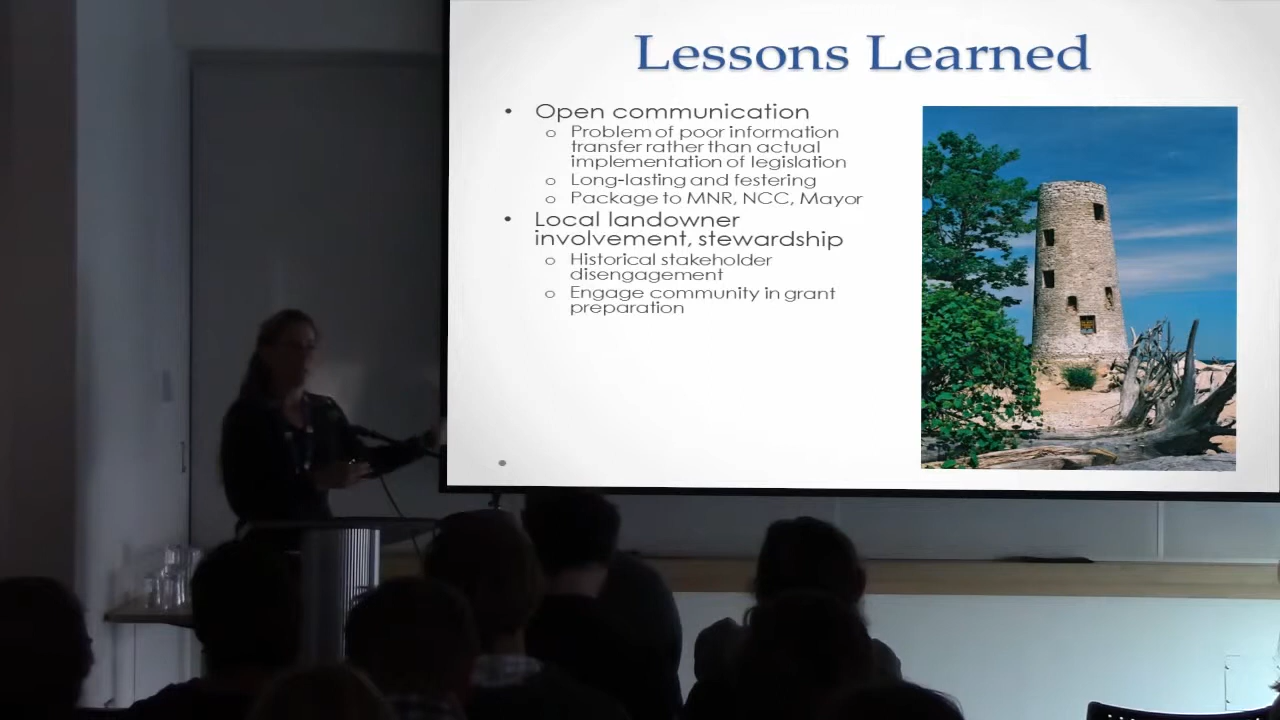 Lessons Learned
• Open communication
o Problem of poor information
transfer rather than actual
implementation of legislation
o Long-lasting and festering
o Package to MNR, NCC, Mayor
• Local landowner
involvement, stewardship
o Historical stakeholder
disengagement
o Engage community in grant
preparation